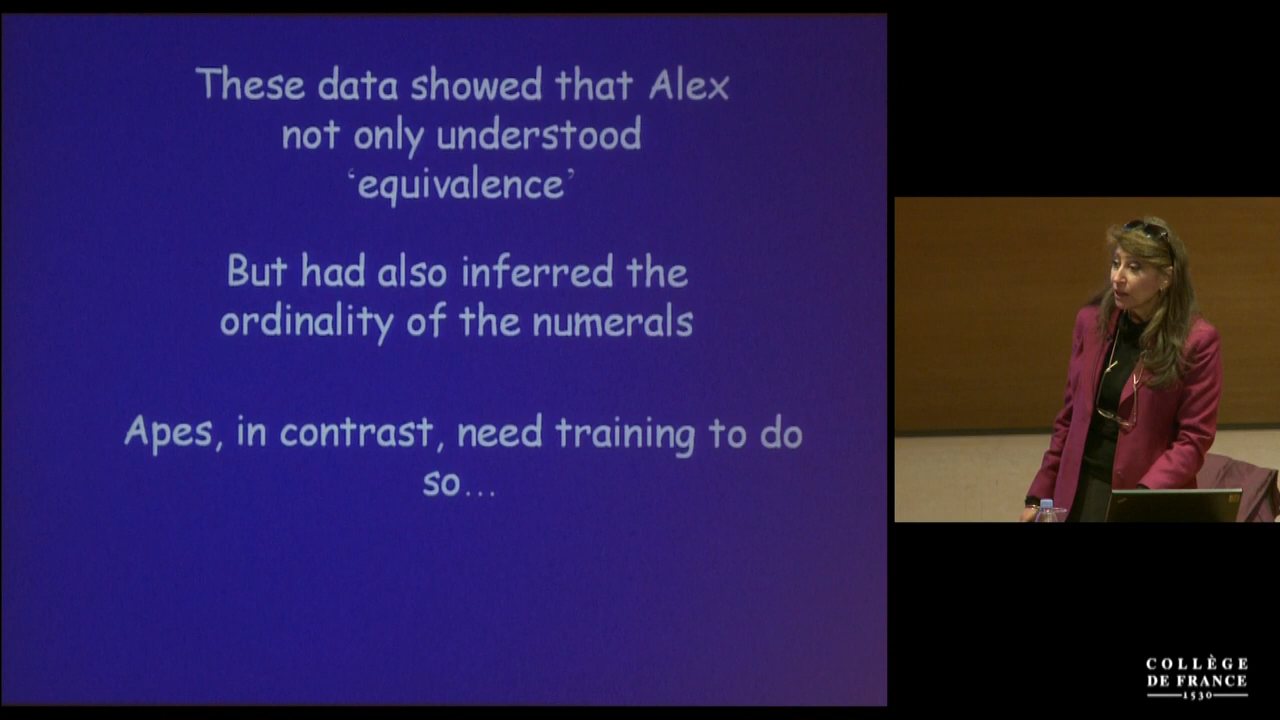 These data showed that Alex
not only understood
‘equivalence’
But had also inferred the
ordinality of the numerals
Apes, in contrast, need training to do
so...
COLLÈGE
DE FRANCE
1530